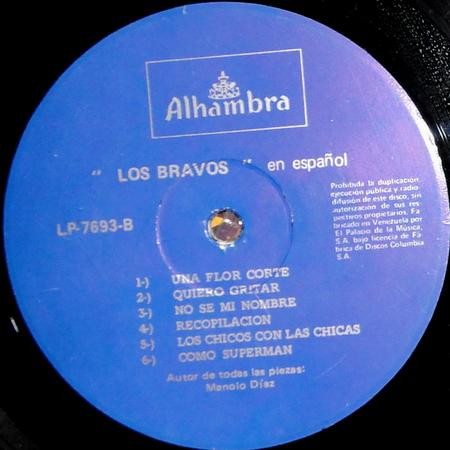 Alhambra
" LOS BRAVOS " en español
LP-7693-B
Prohibida la duplicación,
ejecución pública y radio
difusión de este disco, sin
autorización de sus res
pectivos propietarios. Fa
bricado en Venezuela por
El Palacio de la Música,
S.A. bajo licencia de Fá
brica de Discos Columbia
S.A.
1-) UNA FLOR CORTE
2-) QUIERO GRITAR
3-) NO SE MI NOMBRE
4-) RECOPILACION
5-) LOS CHICOS CON LAS CHICAS
6-) COMO SUPERMAN
Autor de todas las piezas:
Manolo Díaz